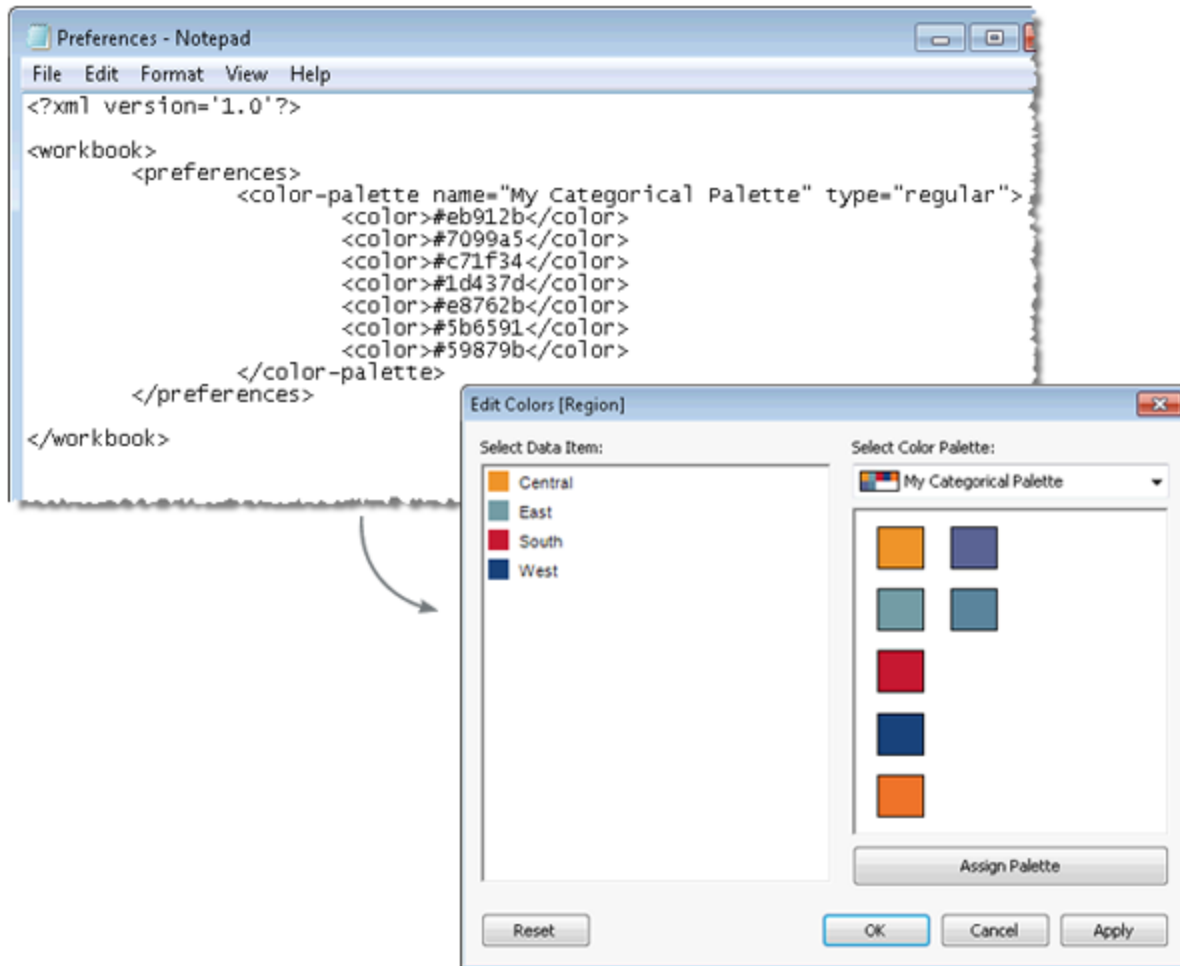 Preferences - Notepad
File Edit Format View Help
<?xml version='1.0'?>
<workbook>
<preferences>
<color-palette name="My Categorical Palette" type="regular">
<color>#eb912b</color>
<color>#7099a5</color>
<color>#c71f34</color>
<color>#1d437d</color>
<color>#e8762b</color>
<color>#5b6591</color>
<color>#59879b</color>
</color-palette>
</preferences>
</workbook>
Edit Colors [Region]
Select Data Item:
Central
East
South
West
Select Color Palette:
My Categorical Palette
Assign Palette
Reset
OK
Cancel
Apply